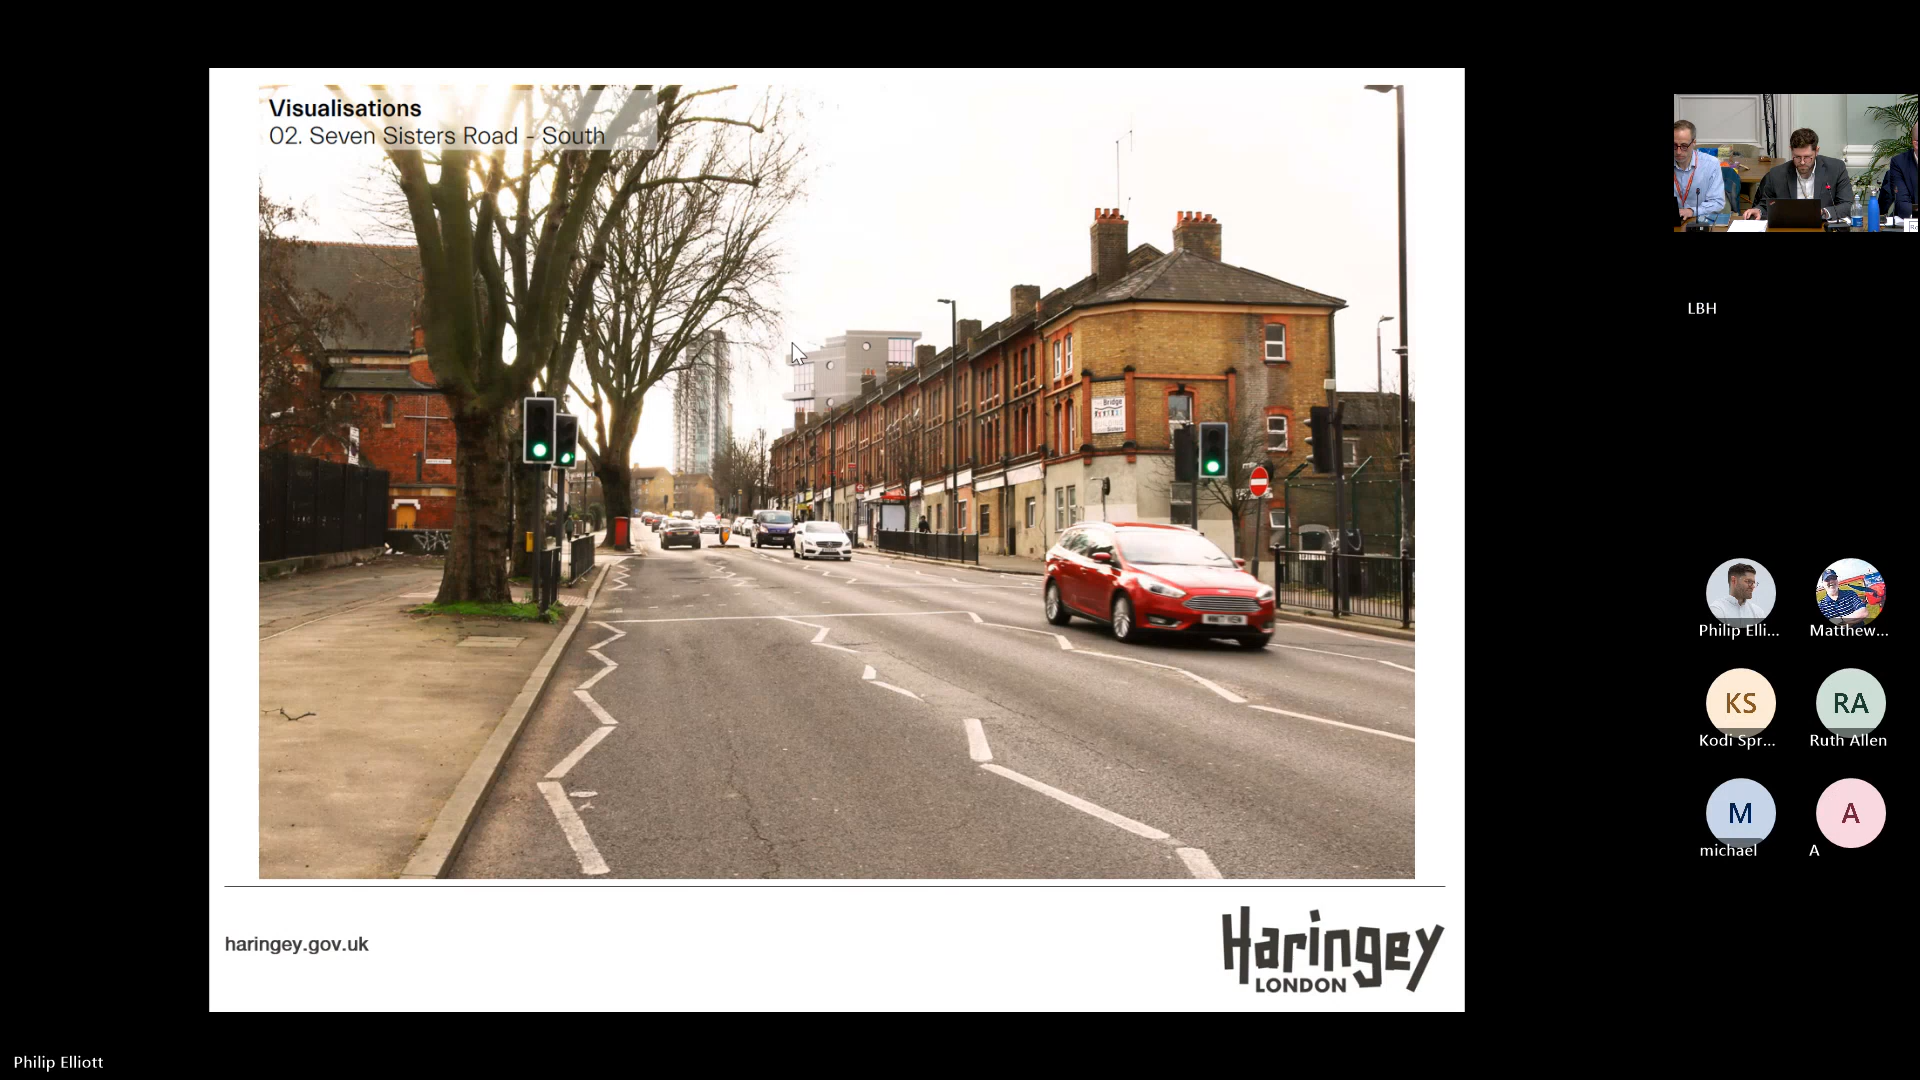 Visualisations
02. Seven Sisters Road - South
Bridge
haringey.gov.uk
Haringey
LONDON
LBH
Philip Elli...
Matthew...
KS
RA
Kodi Spr...
Ruth Allen
M
A
michael
A
Philip Elliott